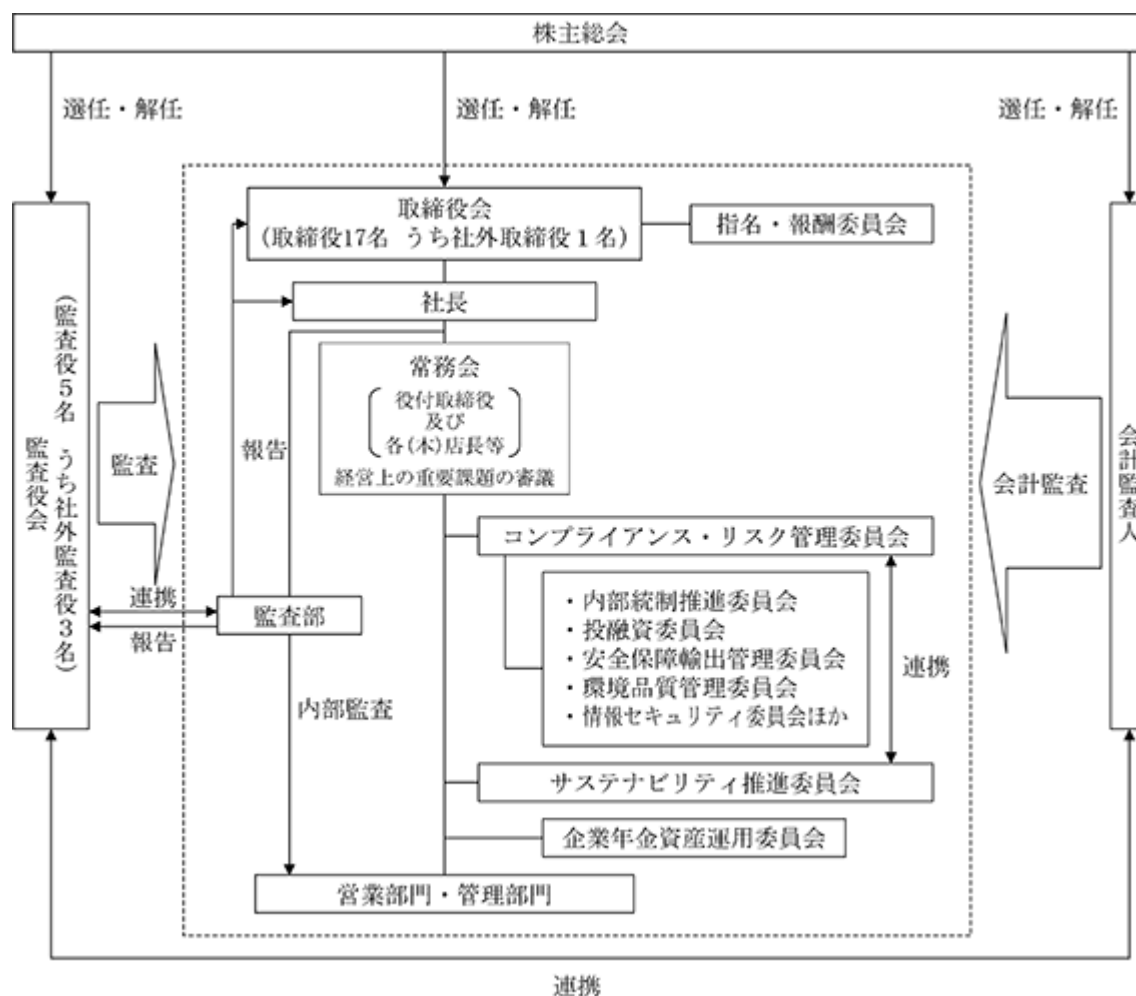 株主総会
選任・解任
選任・解任
選任・解任
取締役会
(取締役17名 うち社外取締役1名)
指名・報酬委員会
社長
常務会
役付取締役
及び
各(本)店長等
経営上の重要課題の審議
監査役会
(監査役5名 うち社外監査役3名)
監査
報告
会計監査
会計監査人
コンプライアンス・リスク管理委員会
連携
報告
監査部
・内部統制推進委員会
・投融資委員会
・安全保障輸出管理委員会
・環境品質管理委員会
・情報セキュリティ委員会ほか
連携
内部監査
サステナビリティ推進委員会
企業年金資産運用委員会
営業部門・管理部門
連携